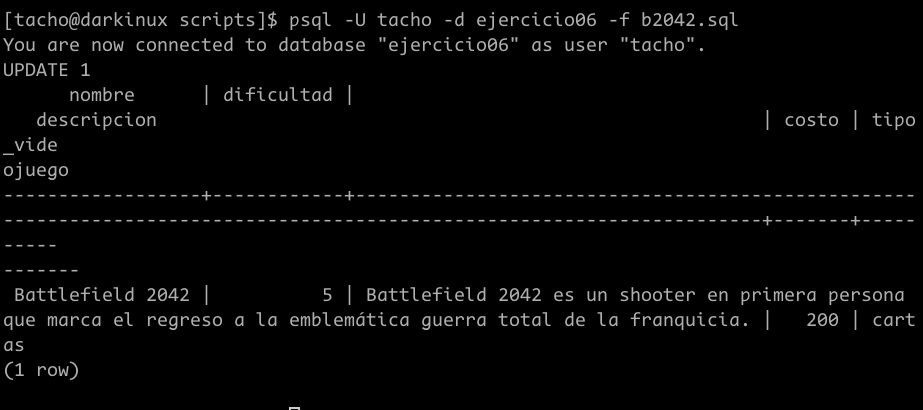 [tacho@darkinux scripts]$ psql -U tacho -d ejercicio06 -f b2042.sql
You are now connected to database "ejercicio06" as user "tacho".
UPDATE 1
      nombre      | dificultad |
   descripcion                                                         | costo | tipo
_vide
ojuego
------------------+------------+-----------------------------------------------------
-----------------------------------------------------------------------+-------+-----
-----
-------
 Battlefield 2042 |          5 | Battlefield 2042 es un shooter en primera persona
que marca el regreso a la emblemática guerra total de la franquicia. |   200 | cart
as
(1 row)